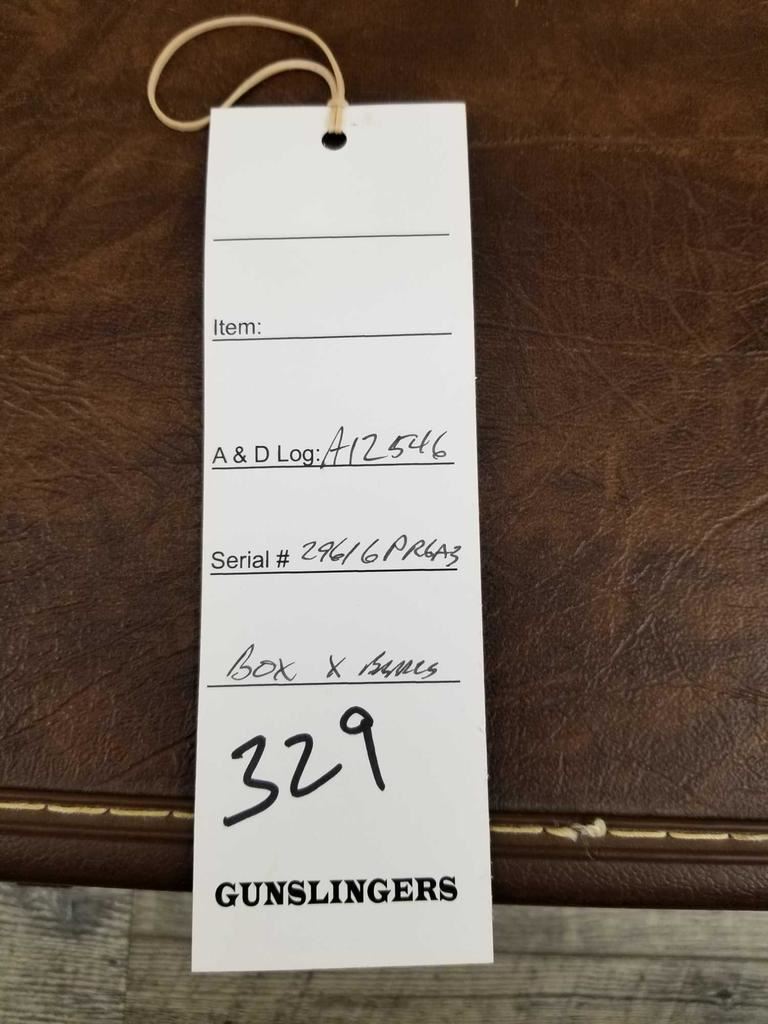 Item:
A & D Log: A12546
Serial # 29616PR6A3
Box X
329
GUNSLINGERS